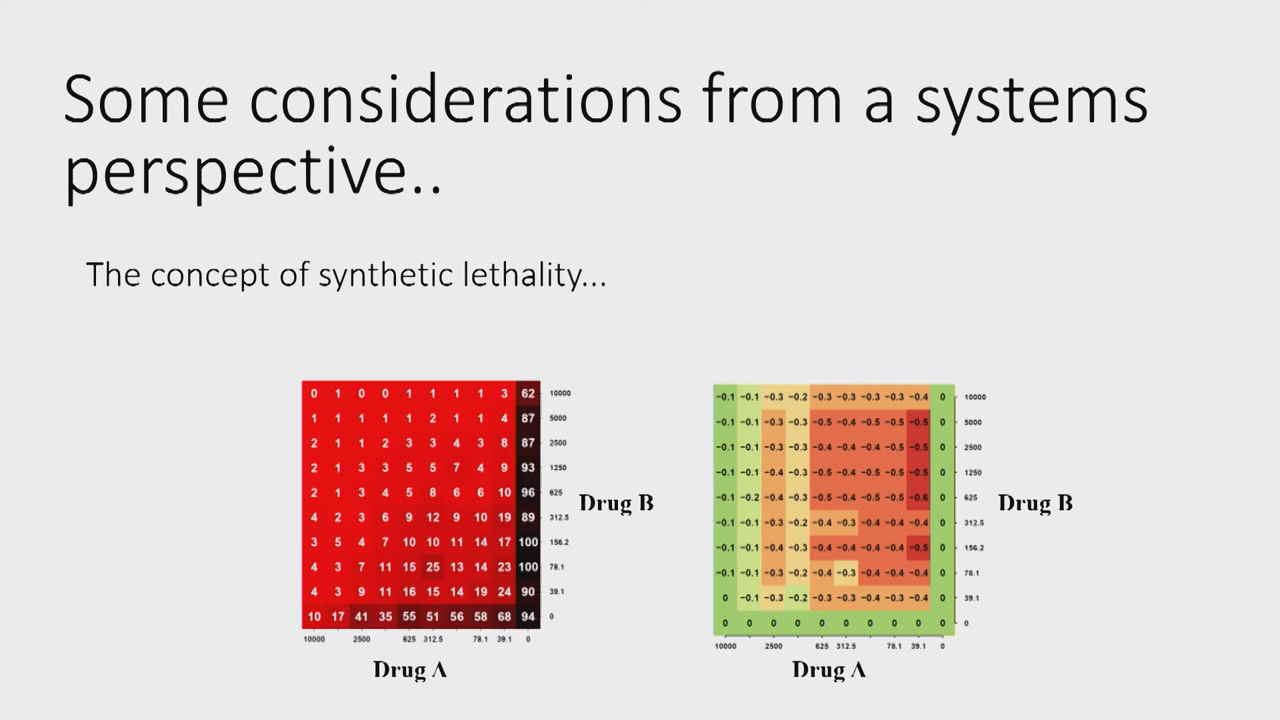 Some considerations from a systems
perspective..
The concept of synthetic lethality...
0 1 0 0 1 1 1 1 3 62 10000
1 1 1 1 1 2 1 1 4 87 5000
2 1 1 2 3 3 4 3 8 87 2500
2 1 3 3 5 5 7 4 9 93 1250
2 1 3 4 5 8 6 6 10 96 625
4 2 3 6 9 12 9 10 19 89 312.5
3 5 4 7 10 10 11 14 17 100 156.2
4 3 7 11 15 25 13 14 23 100 78.1
4 3 9 11 16 15 14 19 24 90 39.1
10 17 41 35 55 51 56 58 68 94 0
10000 2500 625 312.5 78.1 39.1 0
Drug A
Drug B
−0.1 −0.1 −0.3 −0.2 −0.3 −0.3 −0.3 −0.3 −0.4 0 10000
−0.1 −0.1 −0.3 −0.3 −0.5 −0.4 −0.5 −0.5 −0.5 0 5000
−0.1 −0.1 −0.3 −0.3 −0.4 −0.4 −0.4 −0.5 −0.5 0 2500
−0.1 −0.1 −0.4 −0.3 −0.5 −0.4 −0.5 −0.5 −0.5 0 1250
−0.1 −0.2 −0.4 −0.3 −0.5 −0.4 −0.5 −0.5 −0.6 0 625
−0.1 −0.1 −0.3 −0.2 −0.4 −0.3 −0.4 −0.4 −0.4 0 312.5
−0.1 −0.1 −0.4 −0.3 −0.4 −0.4 −0.4 −0.4 −0.5 0 156.2
−0.1 −0.1 −0.3 −0.2 −0.4 −0.3 −0.4 −0.4 −0.4 0 78.1
0 −0.1 −0.3 −0.2 −0.3 −0.3 −0.4 −0.3 −0.4 0 39.1
0 0 0 0 0 0 0 0 0 0 0
10000 2500 625 312.5 78.1 39.1 0
Drug A
Drug B